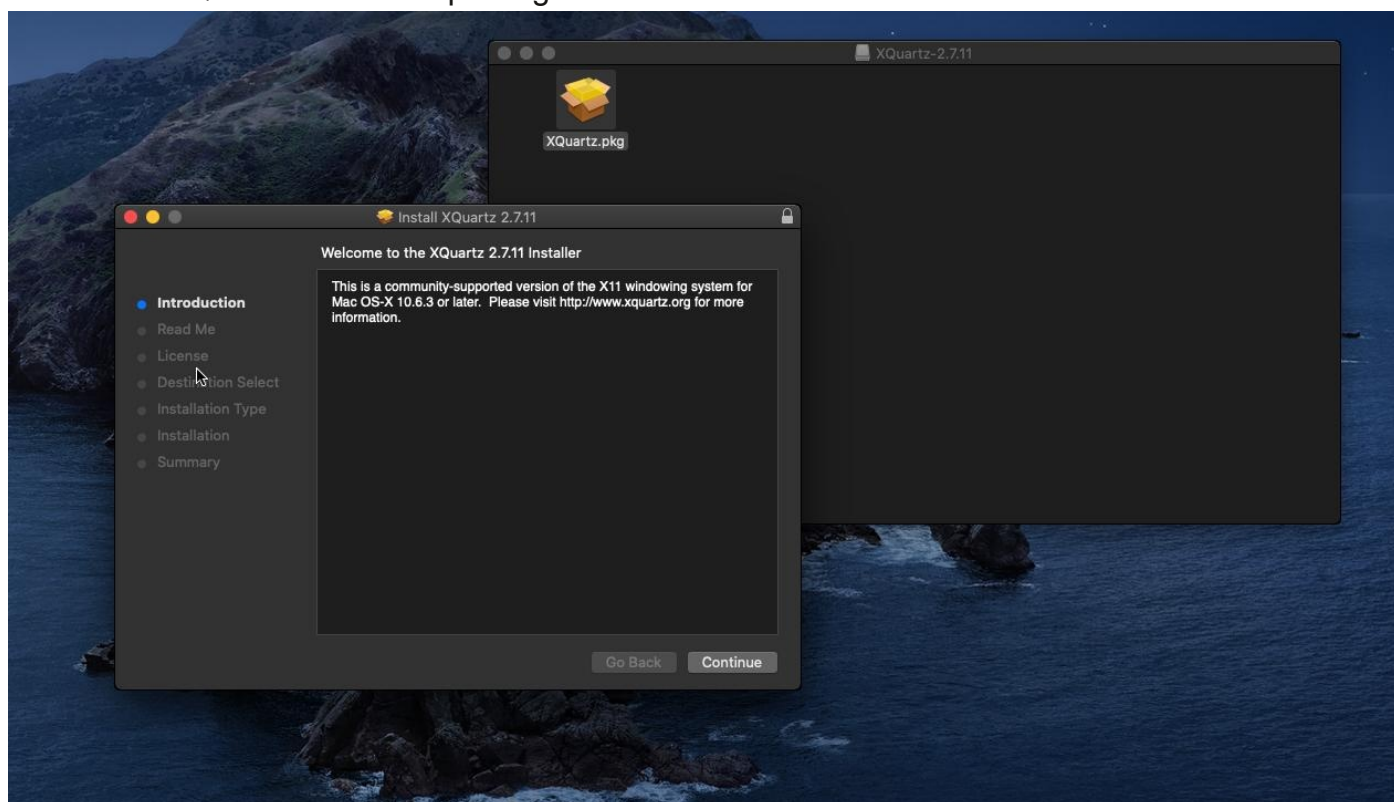 XQuartz-2.7.11
XQuartz.pkg
Install XQuartz 2.7.11
Welcome to the XQuartz 2.7.11 Installer
Introduction
Read Me
License
Destination Select
Installation Type
Installation
Summary
This is a community-supported version of the X11 windowing system for
Mac OS-X 10.6.3 or later.  Please visit http://www.xquartz.org for more
information.
Go Back
Continue